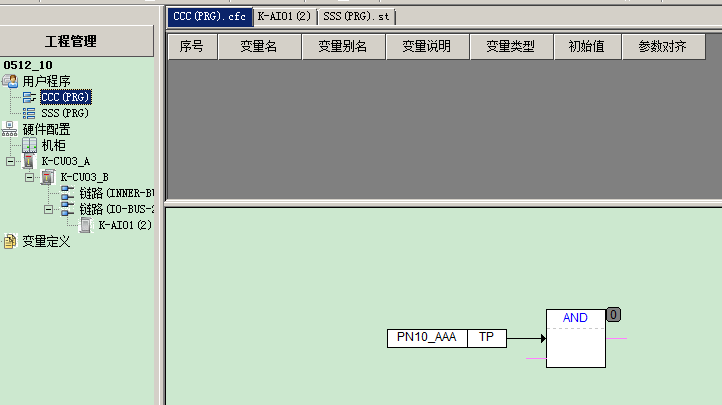 CCC(PRG).cfc K-AI01(2) SSS(PRG).st
工程管理
0512_10
用户程序
CCC(PRG)
SSS(PRG)
硬件配置
机柜
K-CU03_A
K-CU03_B
链路(INNER-BU
链路(IO-BUS-2
K-AI01(2)
变量定义
序号 变量名 变量别名 变量说明 变量类型 初始值 参数对齐
AND 0
PN10_AAA TP